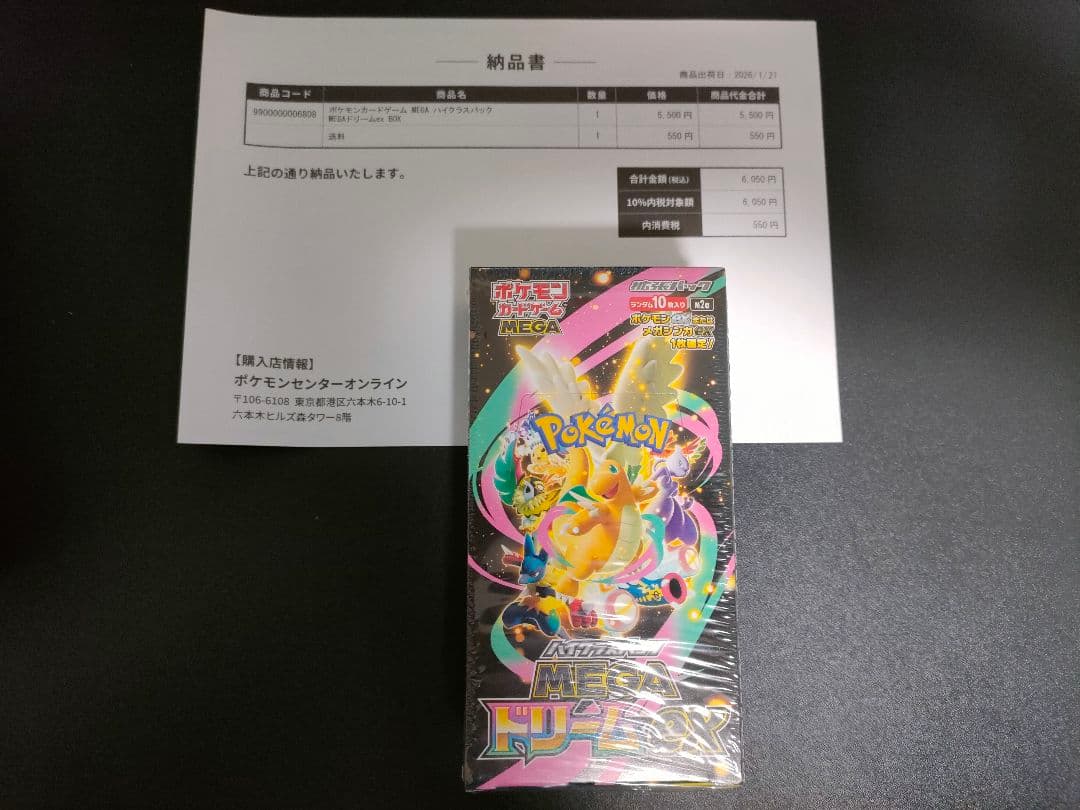 納品書
商品出荷日：2026/1/21
商品コード 商品名 数量 価格 商品代金合計
9900000006808 ポケモンカードゲーム MEGA ハイクラスパック
MEGAドリームex BOX 1 5,500 円 5,500 円
送料 1 550 円 550 円
上記の通り納品いたします。
合計金額(税込) 6,050 円
10%内税対象額 6,050 円
内消費税 550 円
【購入店情報】
ポケモンセンターオンライン
〒106-6108 東京都港区六本木6-10-1
六本木ヒルズ森タワー8階
ポケモン
カードゲーム
MEGA
ランダム10枚入り
ポケモンexまたは
メガシンカex
1枚確定!
POKÉMON
ハイクラスパック
MEGA
ドリームex